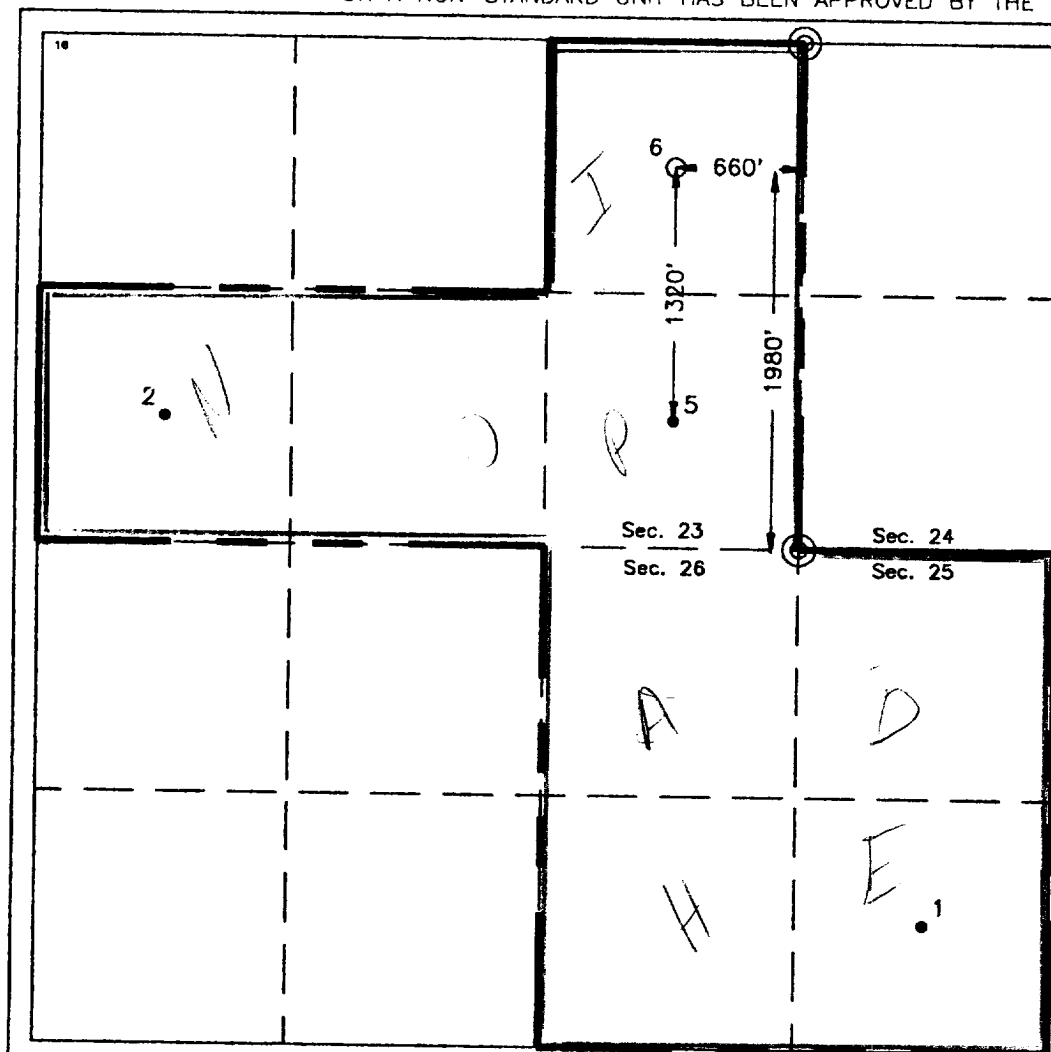 OR A NON-STANDARD UNIT HAS BEEN APPROVED BY THE
16
6
660'
I
1320'
1980'
2
N
O
P
5
Sec. 23
Sec. 24
Sec. 26
Sec. 25
A
D
E
H
1